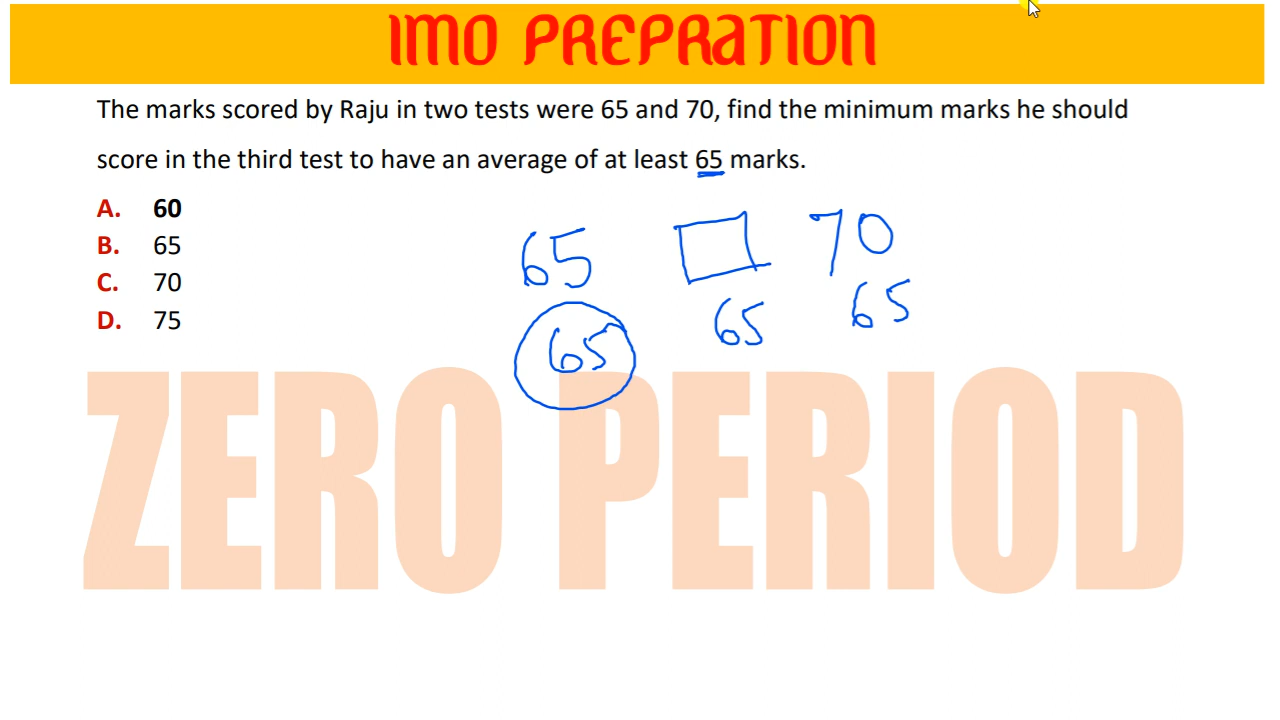 IMO PREPRATION
The marks scored by Raju in two tests were 65 and 70, find the minimum marks he should
score in the third test to have an average of at least 65 marks.
A. 60
B. 65
C. 70
D. 75
65 70
65 65 65
ZERO PERIOD